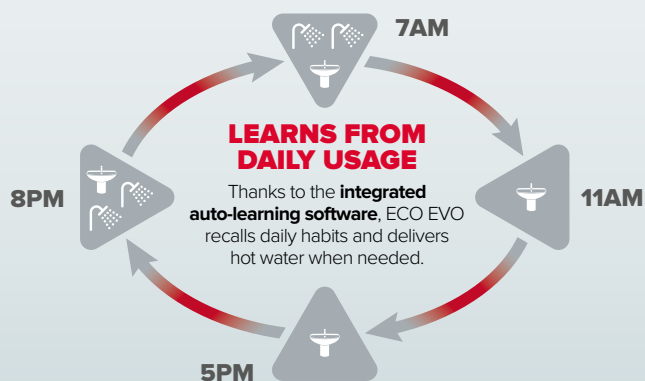 7AM
LEARNS FROM
DAILY USAGE
Thanks to the integrated
auto-learning software, ECO EVO
recalls daily habits and delivers
hot water when needed.
8PM
11AM
5PM